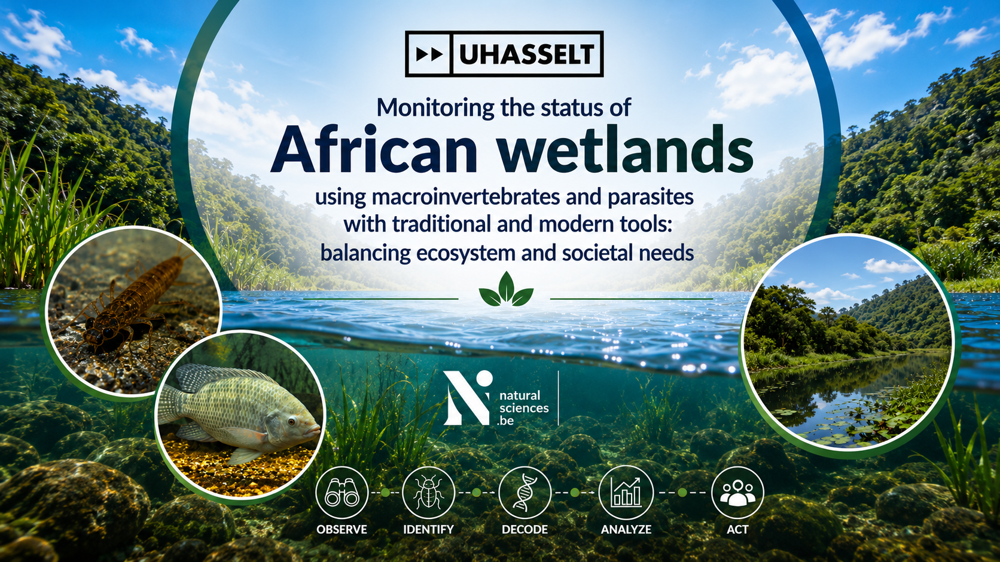 UHASSELT
Monitoring the status of
African wetlands
using macroinvertebrates and parasites
with traditional and modern tools:
balancing ecosystem and societal needs
natural
sciences
.be
OBSERVE
IDENTIFY
DECODE
ANALYZE
ACT